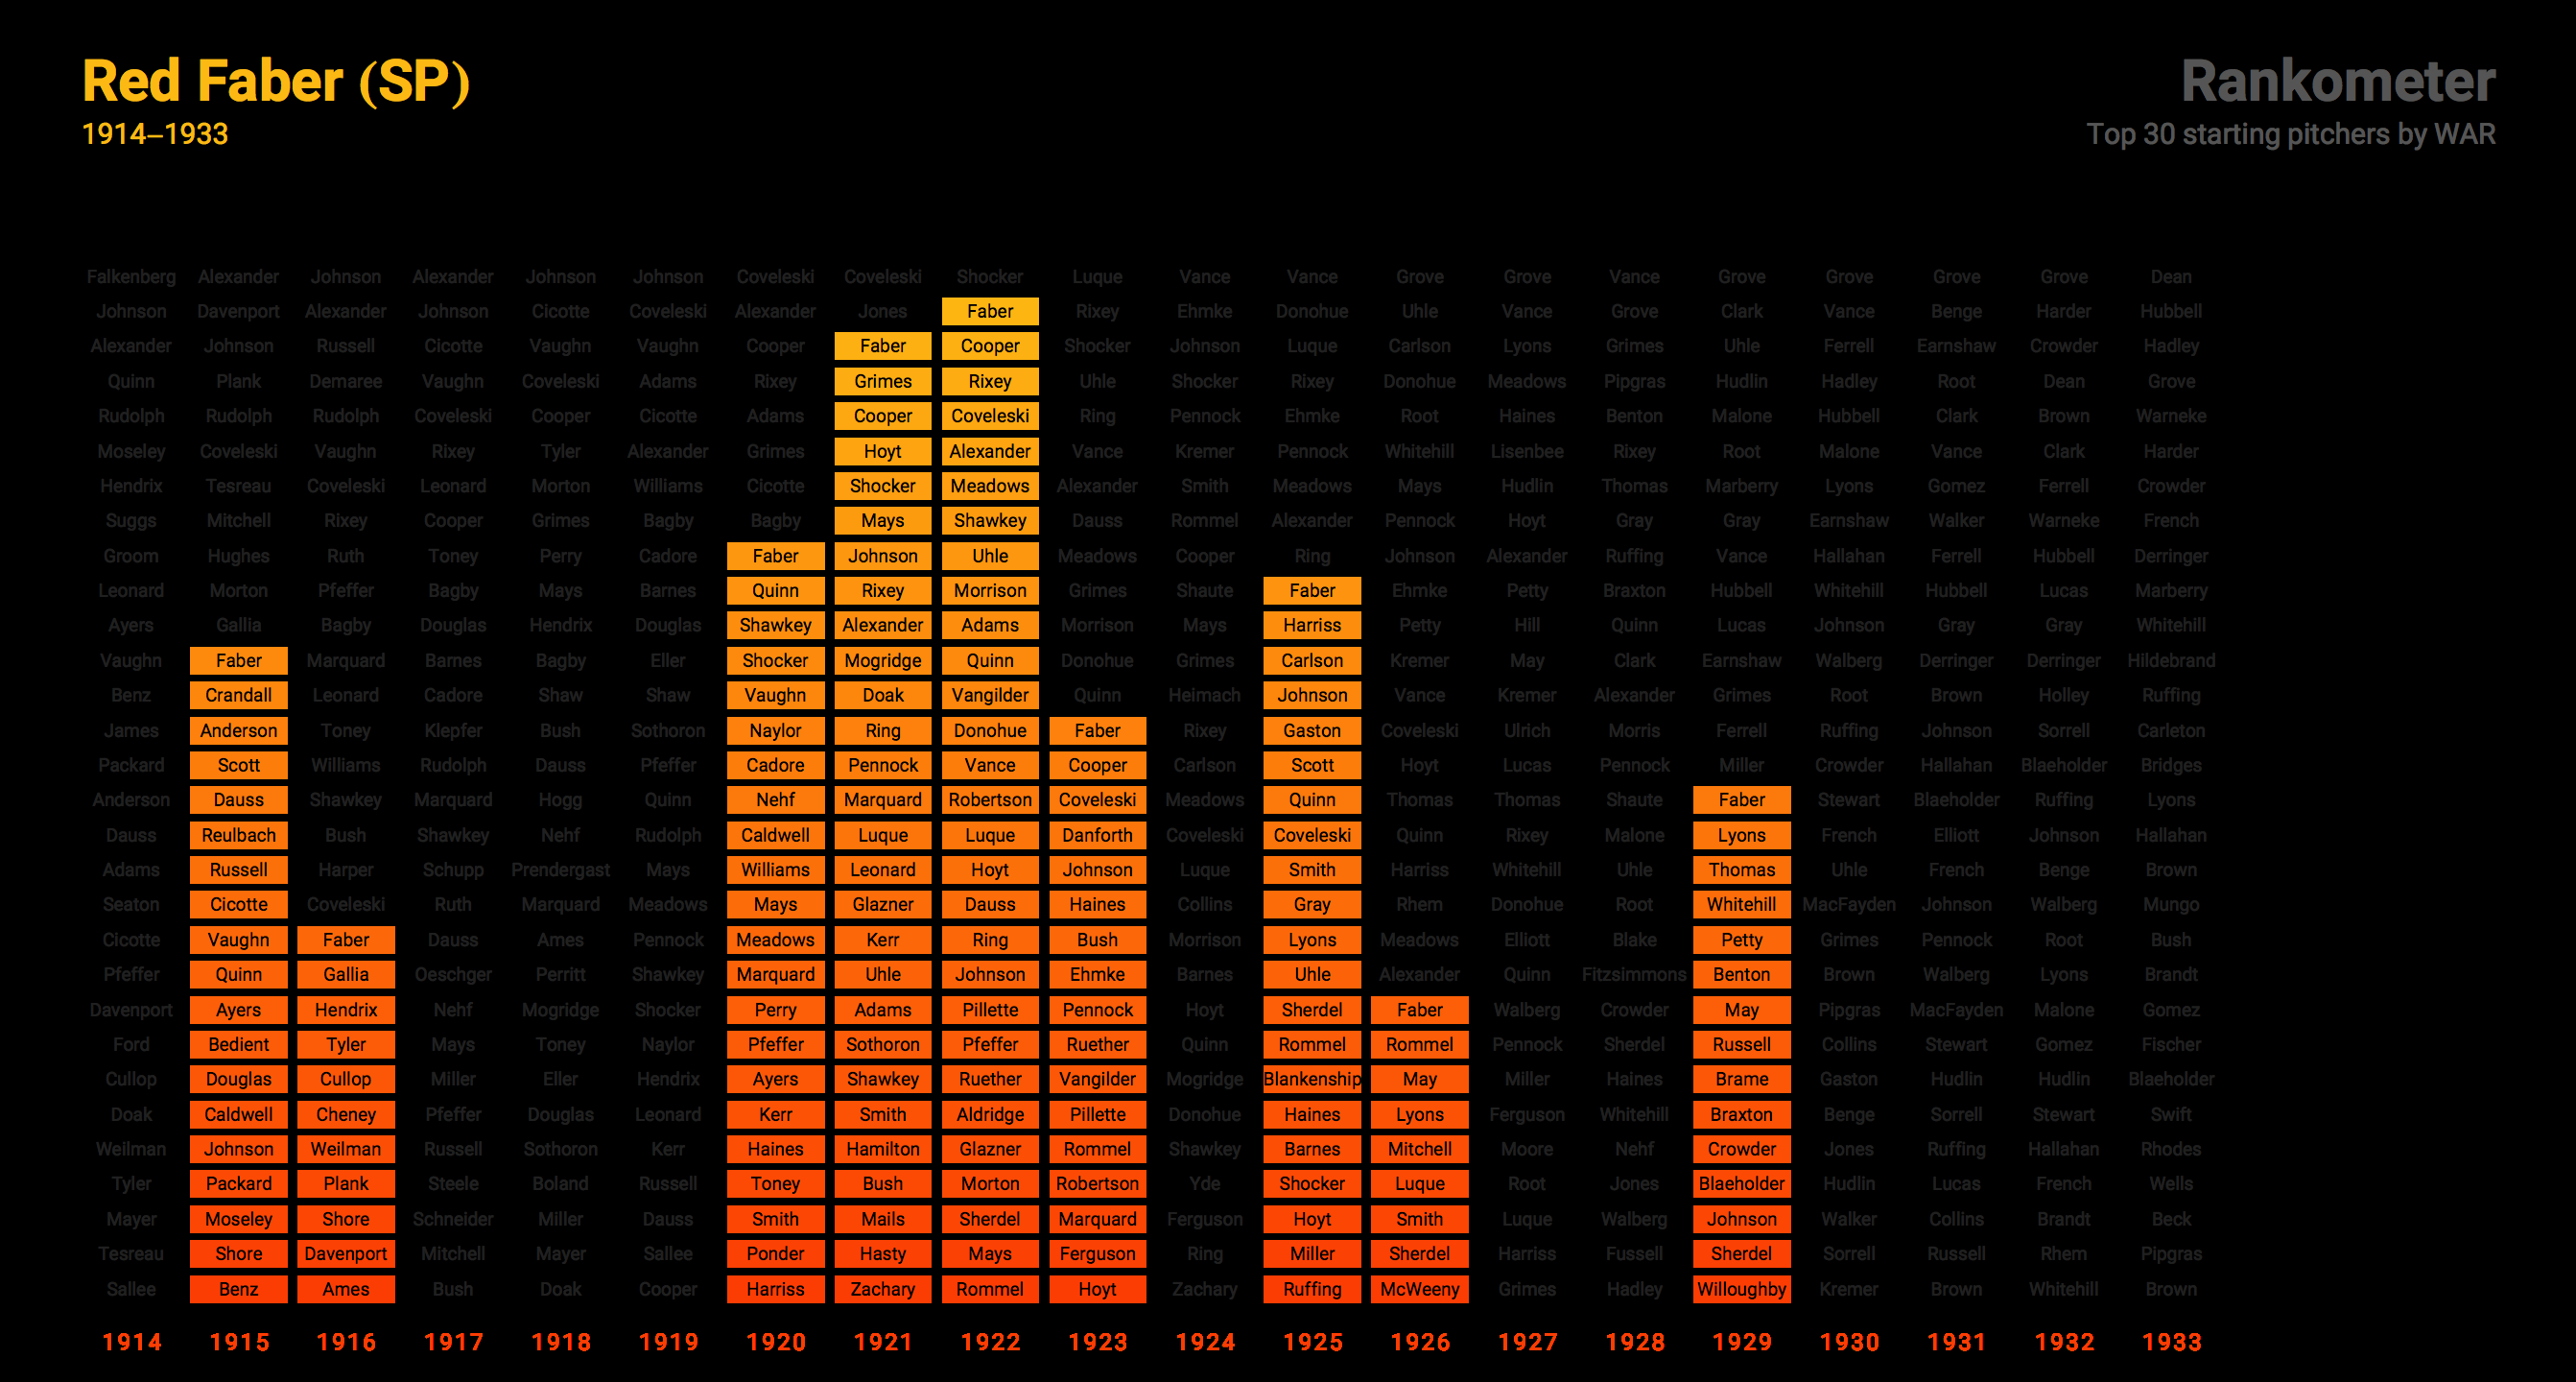 Red Faber (SP)
1914–1933
Rankometer
Top 30 starting pitchers by WAR
Falkenberg Alexander Johnson Alexander Johnson Johnson Coveleski Coveleski Shocker Luque Vance Vance Grove Grove Vance Grove Grove Grove Grove Dean
Johnson Davenport Alexander Johnson Cicotte Coveleski Alexander Jones Faber Rixey Ehmke Donohue Uhle Vance Grove Clark Vance Benge Harder Hubbell
Alexander Johnson Russell Cicotte Vaughn Vaughn Cooper Faber Cooper Shocker Johnson Luque Carlson Lyons Grimes Uhle Ferrell Earnshaw Crowder Hadley
Quinn Plank Demaree Vaughn Coveleski Adams Rixey Grimes Rixey Uhle Shocker Rixey Donohue Meadows Pipgras Hudlin Hadley Root Dean Grove
Rudolph Rudolph Rudolph Coveleski Cooper Cicotte Adams Cooper Coveleski Ring Pennock Ehmke Root Haines Benton Malone Hubbell Clark Brown Warneke
Moseley Coveleski Vaughn Rixey Tyler Alexander Grimes Hoyt Alexander Vance Kremer Pennock Whitehill Lisenbee Rixey Root Malone Vance Clark Harder
Hendrix Tesreau Coveleski Leonard Morton Williams Cicotte Shocker Meadows Alexander Smith Meadows Mays Hudlin Thomas Marberry Lyons Gomez Ferrell Crowder
Suggs Mitchell Rixey Cooper Grimes Bagby Bagby Mays Shawkey Dauss Rommel Alexander Pennock Hoyt Gray Gray Earnshaw Walker Warneke French
Groom Hughes Ruth Toney Perry Cadore Faber Johnson Uhle Meadows Cooper Ring Johnson Alexander Ruffing Vance Hallahan Ferrell Hubbell Derringer
Leonard Morton Pfeffer Bagby Mays Barnes Quinn Rixey Morrison Grimes Shaute Faber Ehmke Petty Braxton Hubbell Whitehill Hubbell Lucas Marberry
Ayers Gallia Bagby Douglas Hendrix Douglas Shawkey Alexander Adams Morrison Mays Harriss Petty Hill Quinn Lucas Johnson Gray Gray Whitehill
Vaughn Faber Marquard Barnes Bagby Eller Shocker Mogridge Quinn Donohue Grimes Carlson Kremer May Clark Earnshaw Walberg Derringer Derringer Hildebrand
Benz Crandall Leonard Cadore Shaw Shaw Vaughn Doak Vangilder Quinn Heimach Johnson Vance Kremer Alexander Grimes Root Brown Holley Ruffing
James Anderson Toney Klepfer Bush Sothoron Naylor Ring Donohue Faber Rixey Gaston Coveleski Ulrich Morris Ferrell Ruffing Johnson Sorrell Carleton
Packard Scott Williams Rudolph Dauss Pfeffer Cadore Pennock Vance Cooper Carlson Scott Hoyt Lucas Pennock Miller Crowder Hallahan Blaeholder Bridges
Anderson Dauss Shawkey Marquard Hogg Quinn Nehf Marquard Robertson Coveleski Meadows Quinn Thomas Thomas Shaute Faber Stewart Blaeholder Ruffing Lyons
Dauss Reulbach Bush Shawkey Nehf Rudolph Caldwell Luque Luque Danforth Coveleski Coveleski Quinn Rixey Malone Lyons French Elliott Johnson Hallahan
Adams Russell Harper Schupp Prendergast Mays Williams Leonard Hoyt Johnson Luque Smith Harriss Whitehill Uhle Thomas Uhle French Benge Brown
Seaton Cicotte Coveleski Ruth Marquard Meadows Mays Glazner Dauss Haines Collins Gray Rhem Donohue Root Whitehill MacFayden Johnson Walberg Mungo
Cicotte Vaughn Faber Dauss Ames Pennock Meadows Kerr Ring Bush Morrison Lyons Meadows Elliott Blake Petty Grimes Pennock Root Bush
Pfeffer Quinn Gallia Oeschger Perritt Shawkey Marquard Uhle Johnson Ehmke Barnes Uhle Alexander Quinn Fitzsimmons Benton Brown Walberg Lyons Brandt
Davenport Ayers Hendrix Nehf Mogridge Shocker Perry Adams Pillette Pennock Hoyt Sherdel Faber Walberg Crowder May Pipgras MacFayden Malone Gomez
Ford Bedient Tyler Mays Toney Naylor Pfeffer Sothoron Pfeffer Ruether Quinn Rommel Rommel Pennock Sherdel Russell Collins Stewart Gomez Fischer
Cullop Douglas Cullop Miller Eller Hendrix Ayers Shawkey Ruether Vangilder Mogridge Blankenship May Miller Haines Brame Gaston Hudlin Hudlin Blaeholder
Doak Caldwell Cheney Pfeffer Douglas Leonard Kerr Smith Aldridge Pillette Donohue Haines Lyons Ferguson Whitehill Braxton Benge Sorrell Stewart Swift
Weilman Johnson Weilman Russell Sothoron Kerr Haines Hamilton Glazner Rommel Shawkey Barnes Mitchell Moore Nehf Crowder Jones Ruffing Hallahan Rhodes
Tyler Packard Plank Steele Boland Russell Toney Bush Morton Robertson Yde Shocker Luque Root Jones Blaeholder Hudlin Lucas French Wells
Mayer Moseley Shore Schneider Miller Dauss Smith Mails Sherdel Marquard Ferguson Hoyt Smith Luque Walberg Johnson Walker Collins Brandt Beck
Tesreau Shore Davenport Mitchell Mayer Sallee Ponder Hasty Mays Ferguson Ring Miller Sherdel Harriss Fussell Sherdel Sorrell Russell Rhem Pipgras
Sallee Benz Ames Bush Doak Cooper Harriss Zachary Rommel Hoyt Zachary Ruffing McWeeny Grimes Hadley Willoughby Kremer Brown Whitehill Brown
1914 1915 1916 1917 1918 1919 1920 1921 1922 1923 1924 1925 1926 1927 1928 1929 1930 1931 1932 1933